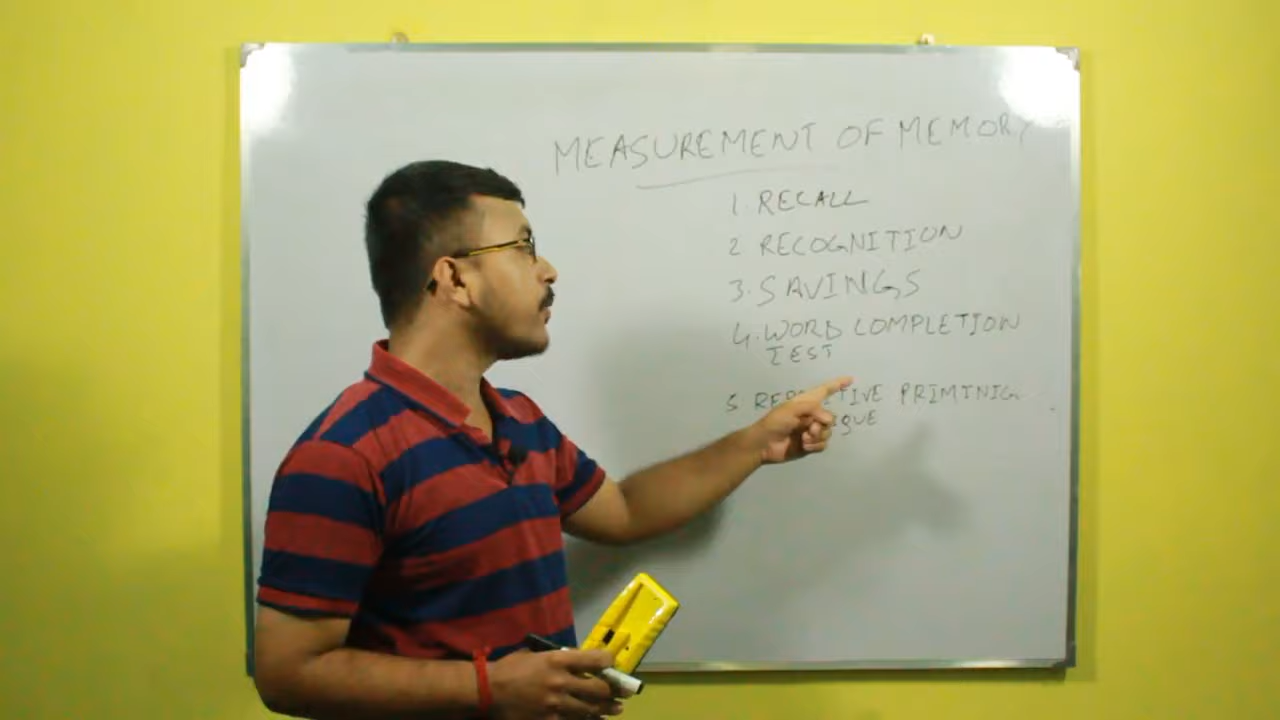 MEASUREMENT OF MEMORY
1. RECALL
2 RECOGNITION
3. SAVINGS
4. WORD COMPLETION
TEST
5 PRIMING